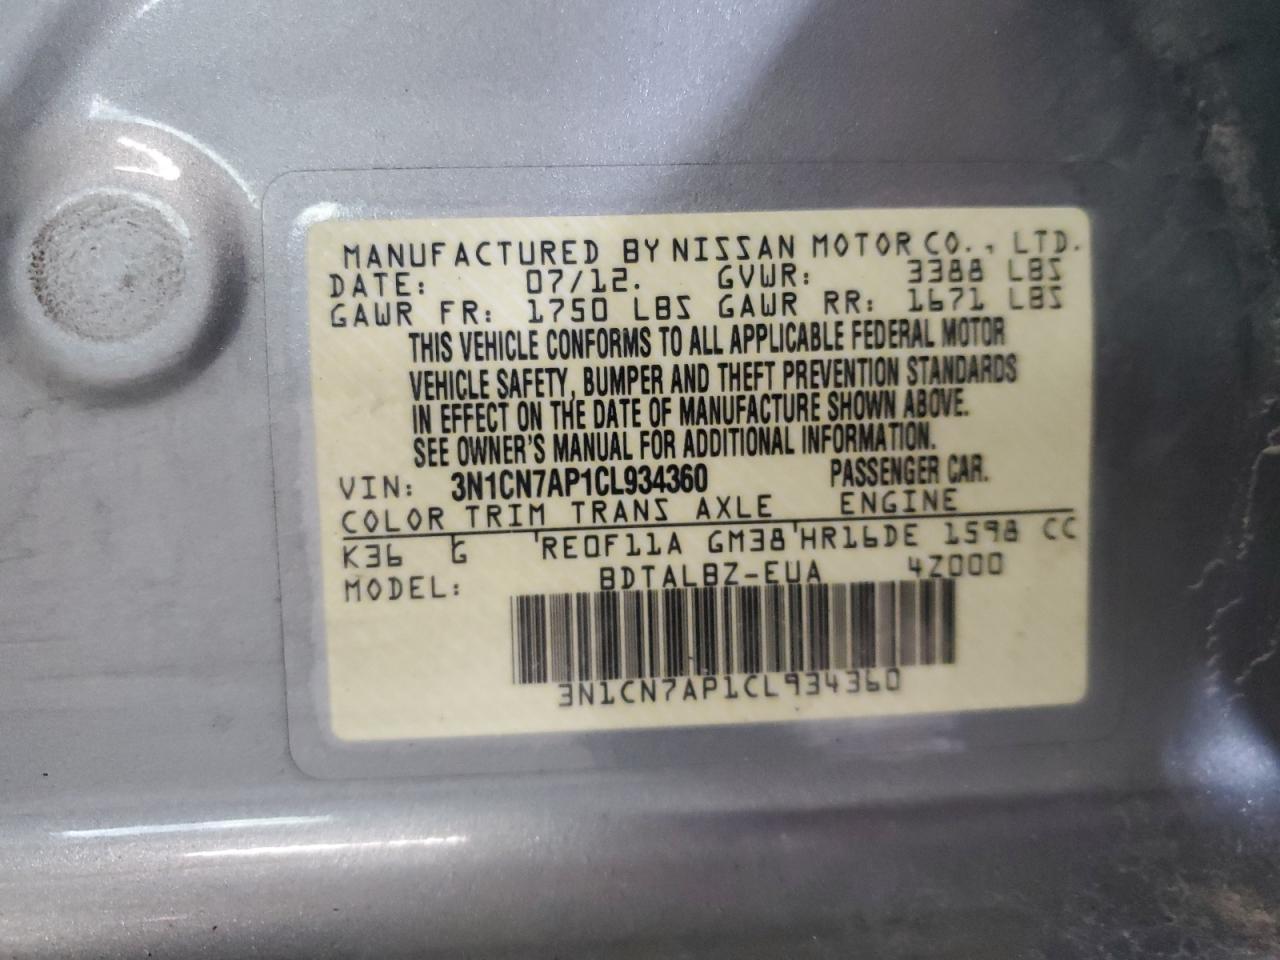 MANUFACTURED BY NISSAN MOTOR CO., LTD.
DATE: 07/12. GVWR: 3388 LBS
GAWR FR: 1750 LBS GAWR RR: 1671 LBS
THIS VEHICLE CONFORMS TO ALL APPLICABLE FEDERAL MOTOR
VEHICLE SAFETY, BUMPER AND THEFT PREVENTION STANDARDS
IN EFFECT ON THE DATE OF MANUFACTURE SHOWN ABOVE.
SEE OWNER'S MANUAL FOR ADDITIONAL INFORMATION.
VIN: 3N1CN7AP1CL934360 PASSENGER CAR.
COLOR TRIM TRANS AXLE ENGINE
K36 G RE0F11A GM38 HR16DE 1598 CC
MODEL: BDTALBZ-EUA 4Z000
3N1CN7AP1CL934360